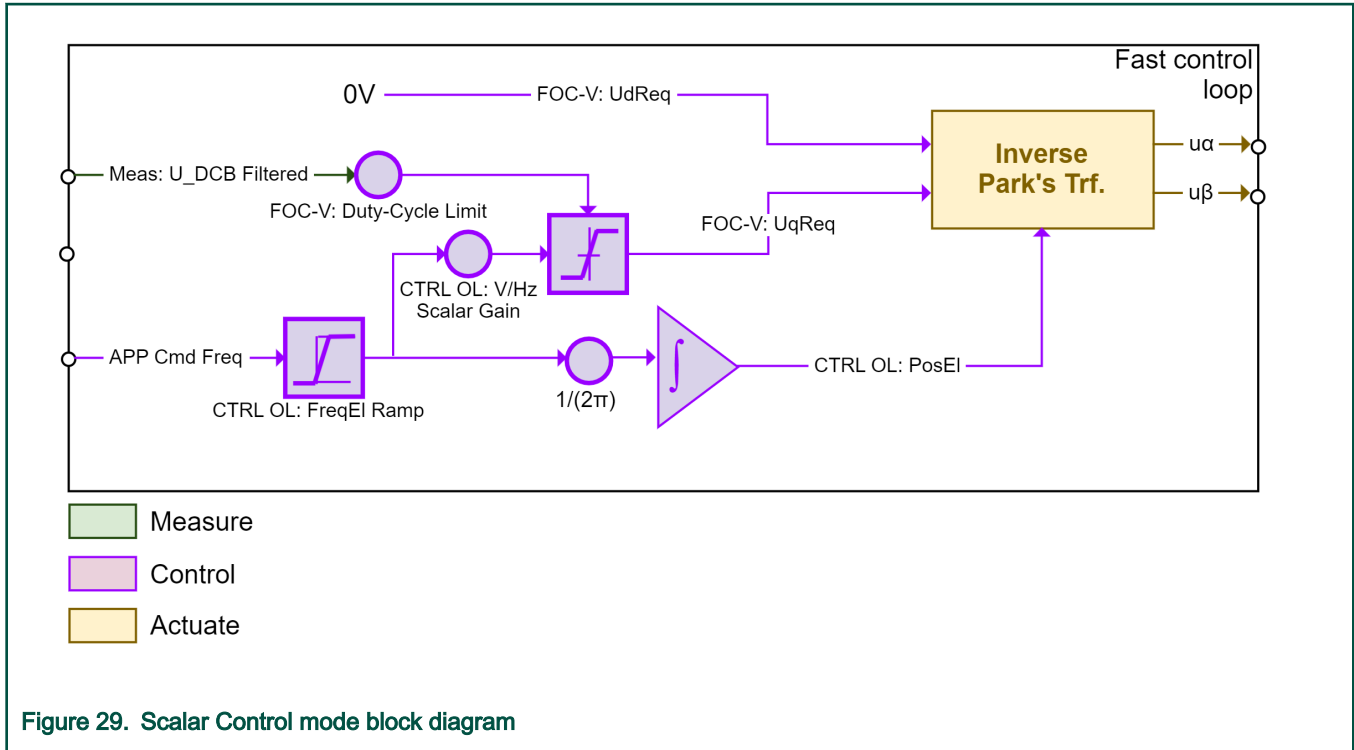 Fast control
loop
0V
FOC-V: UdReq
Inverse
Park's Trf.
uα
uβ
Meas: U_DCB Filtered
FOC-V: Duty-Cycle Limit
FOC-V: UqReq
CTRL OL: V/Hz
Scalar Gain
APP Cmd Freq
CTRL OL: FreqEl Ramp
1/(2π)
∫
CTRL OL: PosEl
Measure
Control
Actuate
Figure 29. Scalar Control mode block diagram